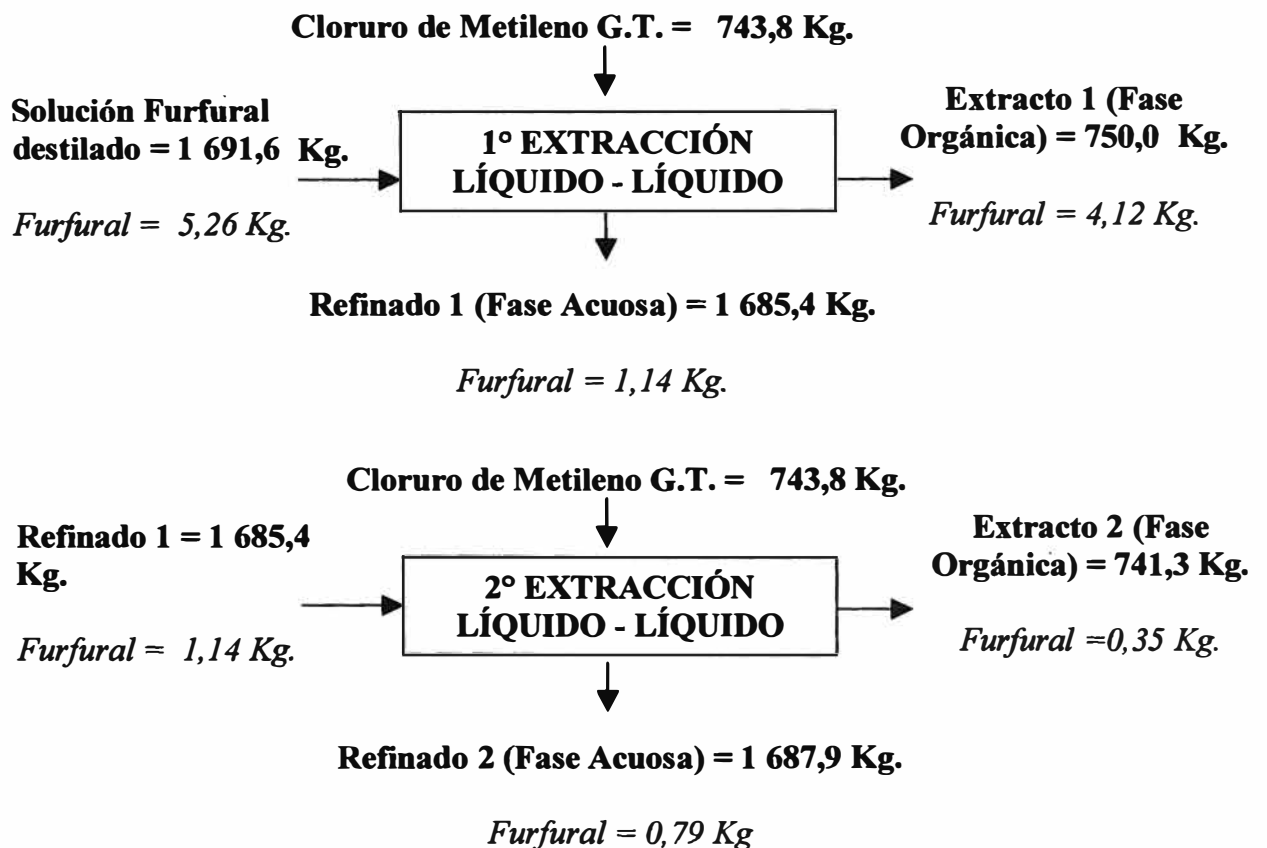 Cloruro de Metileno G.T. = 743,8 Kg.
Solución Furfural
destilado = 1 691,6 Kg.
Furfural = 5,26 Kg.
1° EXTRACCIÓN
LÍQUIDO - LÍQUIDO
Extracto 1 (Fase
Orgánica) = 750,0 Kg.
Furfural = 4,12 Kg.
Refinado 1 (Fase Acuosa) = 1 685,4 Kg.
Furfural = 1,14 Kg.
Cloruro de Metileno G.T. = 743,8 Kg.
Refinado 1 = 1 685,4
Kg.
Furfural = 1,14 Kg.
2° EXTRACCIÓN
LÍQUIDO - LÍQUIDO
Extracto 2 (Fase
Orgánica) = 741,3 Kg.
Furfural =0,35 Kg.
Refinado 2 (Fase Acuosa) = 1 687,9 Kg.
Furfural = 0,79 Kg